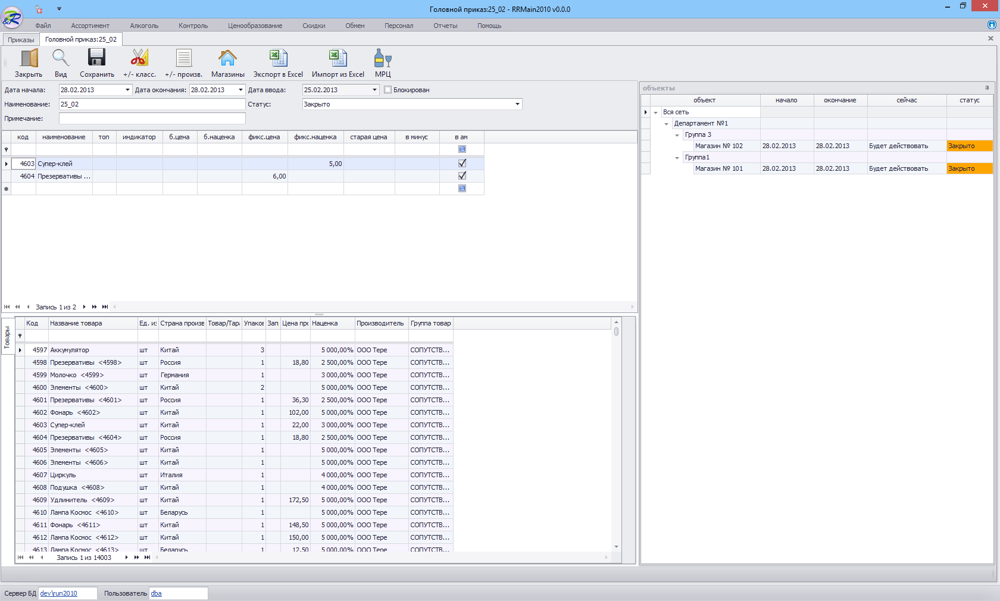 Головной приказ:25_02 - RRMain2010 v0.0.0
&R
Файл Ассортимент Алкоголь Контроль Ценообразование Скидки Обмен Персонал Отчеты Помощь
Приказы Головной приказ:25_02
Закрыть Вид Сохранить +/- класс. +/- произв. Магазины Экспорт в Excel Импорт из Excel МРЦ
Дата начала: 28.02.2013 Дата окончания: 28.02.2013 Дата ввода: 25.02.2013 Блокирован
Наименование: 25_02 Статус: Закрыто
Примечание:
код наименование топ индикатор б.цена б.наценка фикс.цена фикс.наценка старая цена в минус в ам
4603 Супер-клей 5,00
4604 Презервативы ... 6,00
Запись 1 из 2
объекты
объект начало окончание сейчас статус
Вся сеть
Департамент №1
Группа 3
Магазин № 102 28.02.2013 28.02.2013 Будет действовать Закрыто
Группа1
Магазин № 101 28.02.2013 28.02.2013 Будет действовать Закрыто
Товары
Код Название товара Ед. из Страна произв Товар/Тара Упаков Зап Цена про Наценка Производитель Группа товар
4597 Аккумулятор шт Китай 3 5 000,00% ООО Тере СОПУТСТВ...
4598 Презервативы <4598> шт Россия 1 18,80 2 500,00% ООО Тере СОПУТСТВ...
4599 Молочко <4599> шт Германия 1 3 000,00% ООО Тере СОПУТСТВ...
4600 Элементы <4600> шт Китай 2 5 000,00% ООО Тере СОПУТСТВ...
4601 Презервативы <4601> шт Россия 1 36,30 2 500,00% ООО Тере СОПУТСТВ...
4602 Фонарь <4602> шт Китай 1 102,00 5 000,00% ООО Тере СОПУТСТВ...
4603 Супер-клей шт Китай 1 22,00 3 000,00% ООО Тере СОПУТСТВ...
4604 Презервативы <4604> шт Россия 1 18,80 2 500,00% ООО Тере СОПУТСТВ...
4605 Элементы <4605> шт Китай 1 5 000,00% ООО Тере СОПУТСТВ...
4606 Элементы <4606> шт Китай 1 5 000,00% ООО Тере СОПУТСТВ...
4607 Циркуль шт Италия 1 4 000,00% ООО Тере СОПУТСТВ...
4608 Подушка <4608> шт Китай 1 4 000,00% ООО Тере СОПУТСТВ...
4609 Удлинитель <4609> шт Китай 1 172,50 5 000,00% ООО Тере СОПУТСТВ...
4610 Лампа Космос <4610> шт Беларусь 1 5 000,00% ООО Тере СОПУТСТВ...
4611 Фонарь <4611> шт Китай 1 148,50 5 000,00% ООО Тере СОПУТСТВ...
4612 Лампа Космос <4612> шт Китай 1 150,00 5 000,00% ООО Тере СОПУТСТВ...
4613 Лампа Космос <4613> шт Беларусь 1 12,50 5 000,00% ООО Тере СОПУТСТВ...
Запись 1 из 14003
Сервер БД dev\run2010 Пользователь dba